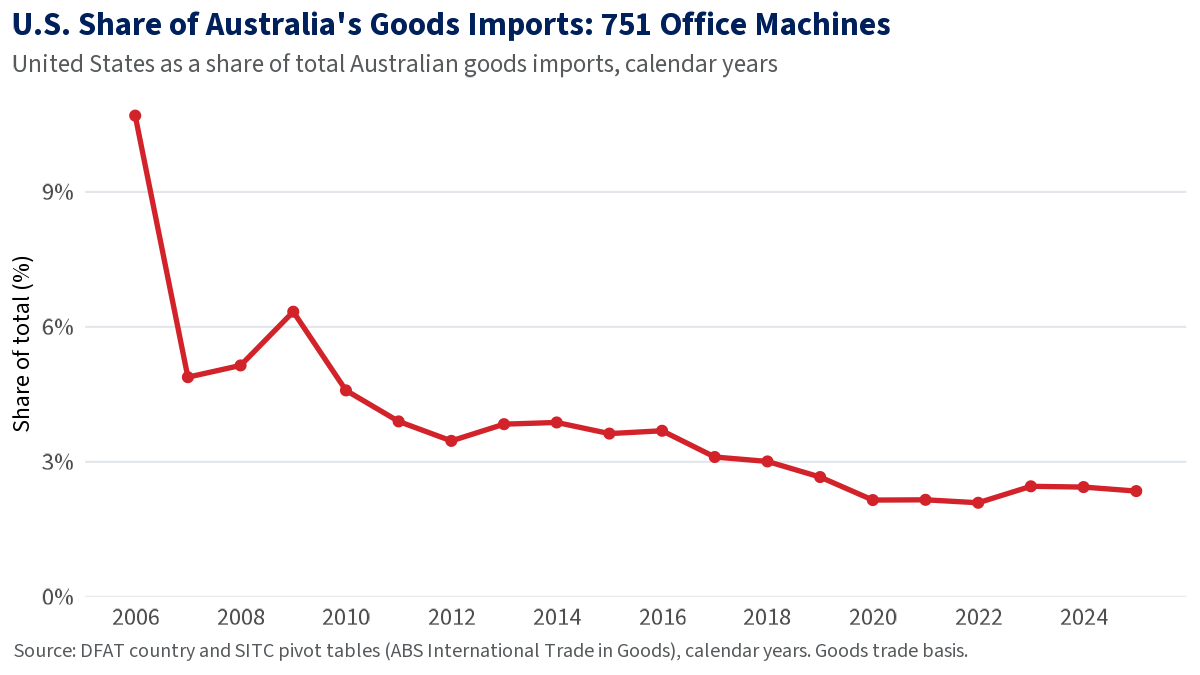 U.S. Share of Australia's Goods Imports: 751 Office Machines
United States as a share of total Australian goods imports, calendar years
Share of total (%)
9%
6%
3%
0%
2006 2008 2010 2012 2014 2016 2018 2020 2022 2024
Source: DFAT country and SITC pivot tables (ABS International Trade in Goods), calendar years. Goods trade basis.